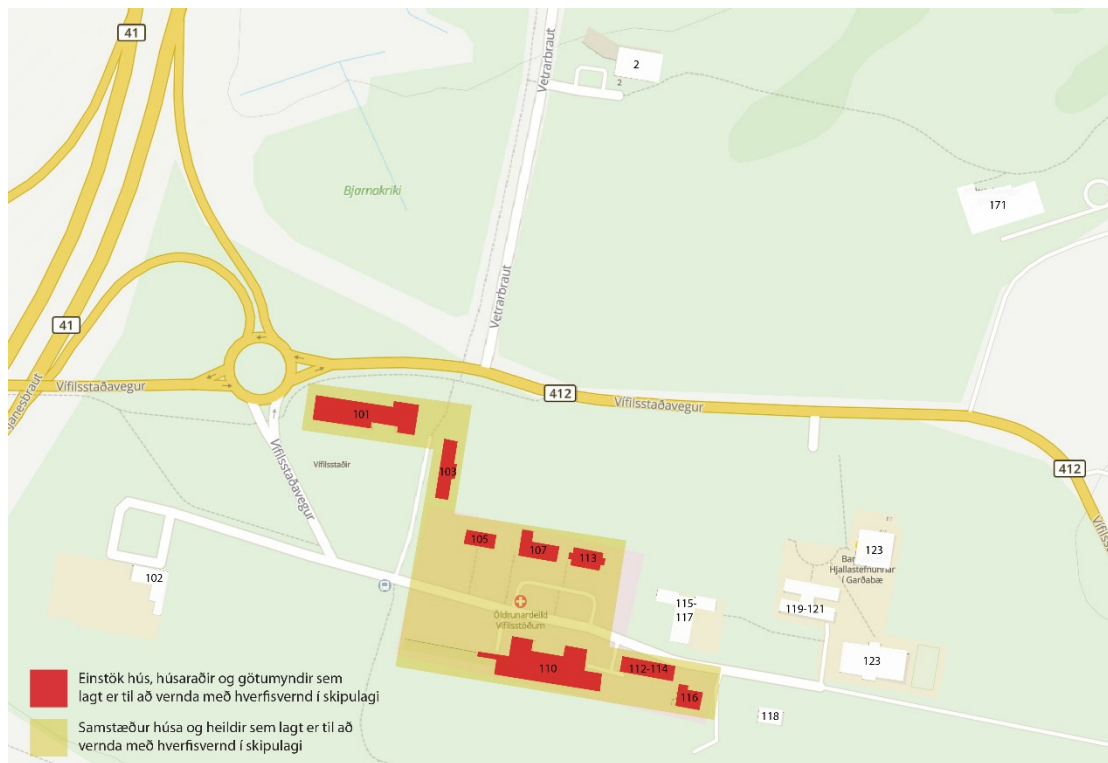 41
Vetrarbraut
2
2
Bjarnakriki
171
Vetrarbraut
41
Vífilsstaðavegur
janesbraut
412
Vífilsstaðavegur
101
Vífilsstaðavegur
Vífilsstaðir
103
412
105
107
113
123
Hjallastefnunnar
í Garðabæ
102
115-
117
119-121
Öldrunardeild
Vífilsstöðum
110
112-114
116
123
118
Einstök hús, húsaraðir og götumyndir sem
lagt er til að vernda með hverfisvernd í skipulagi
Samstæður húsa og heildir sem lagt er til að
vernda með hverfisvernd í skipulagi